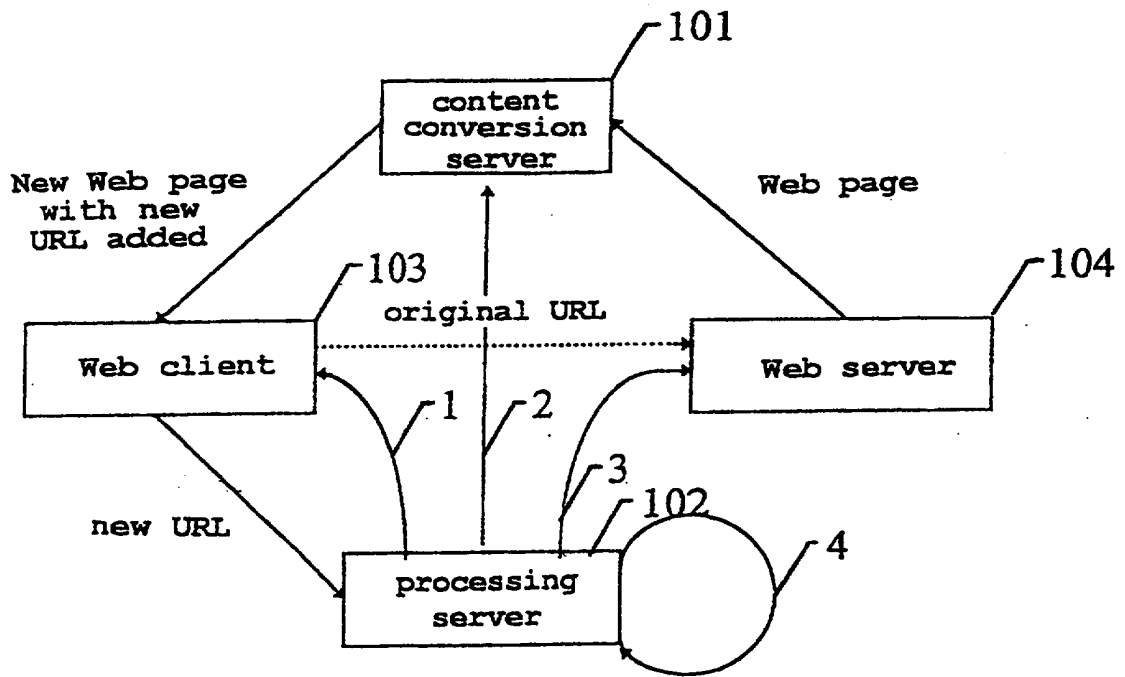 101
content
conversion
server
New Web page
with new
URL added
Web page
103
104
original URL
Web client
Web server
1
2
3
102
new URL
4
processing
server